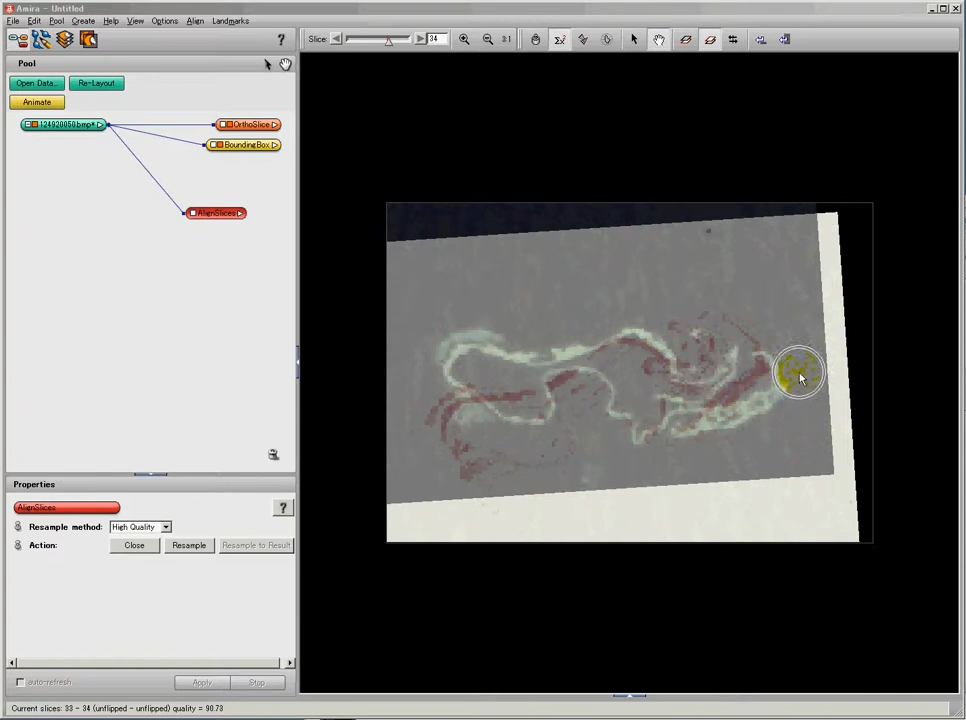 Amira - Untitled
File Edit Pool Create Help View Options Align Landmarks
Slice: 34 1:1
Pool
Open Data... Re-Layout
Animate
124920050.bmp* OrthoSlice
BoundingBox
AlignSlices
Properties
AlignSlices
Resample method: High Quality
Action: Close Resample Resample to Result
auto-refresh Apply Stop
Current slices: 33 - 34 (unflipped - unflipped) quality = 90.73